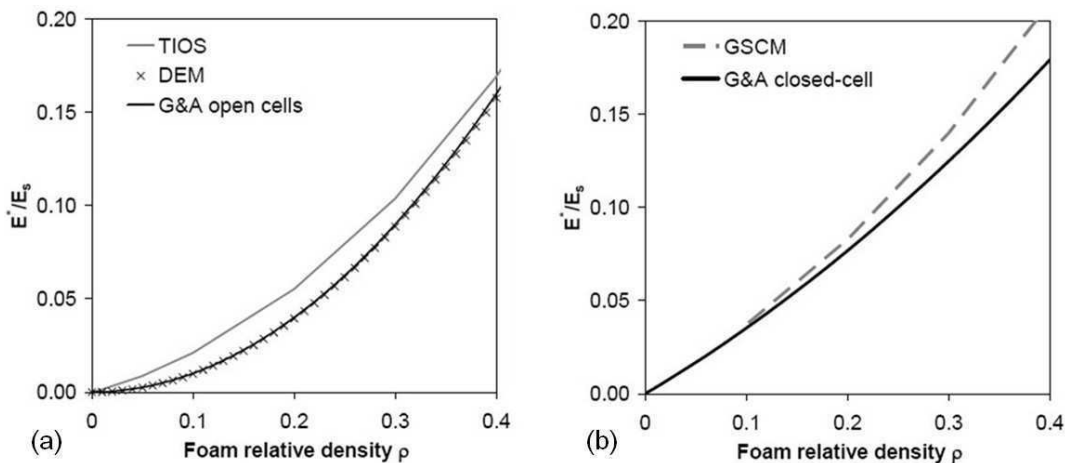 0.20
0.15
0.10
0.05
0.00
E*/Es
TIOS
DEM
G&A open cells
0 0.1 0.2 0.3 0.4
Foam relative density ρ
(a)
0.20
0.15
0.10
0.05
0.00
E*/Es
GSCM
G&A closed-cell
0 0.1 0.2 0.3 0.4
Foam relative density ρ
(b)